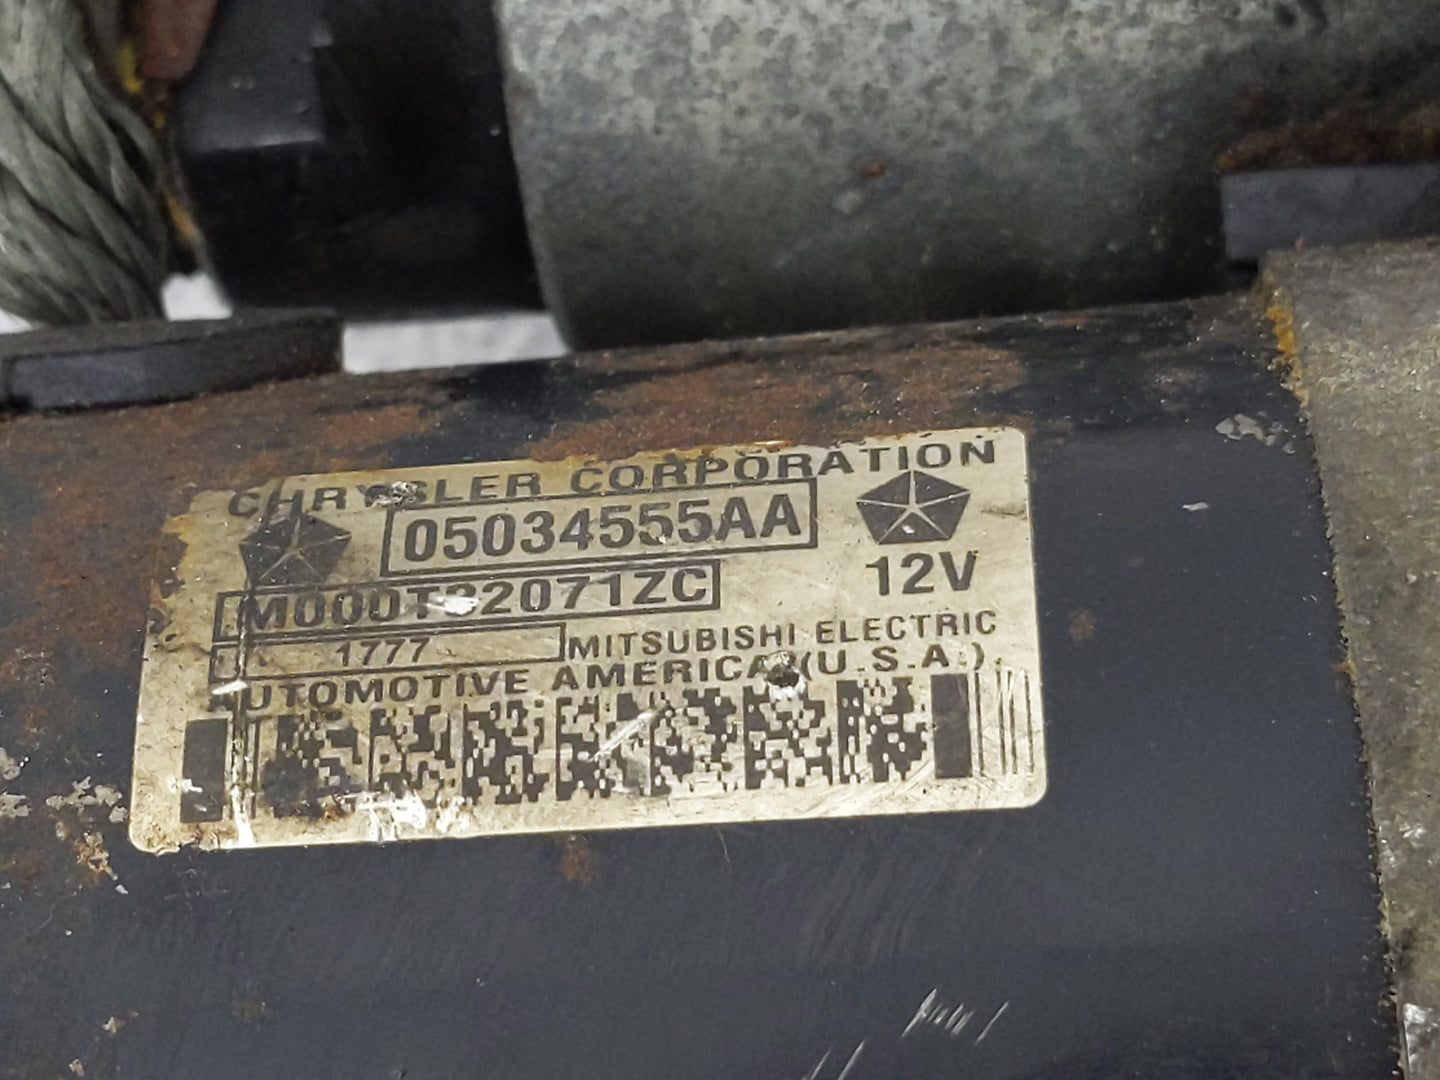 CHRYSLER CORPORATION
05034555AA
12V
1777
MITSUBISHI ELECTRIC
AUTOMOTIVE AMERICA (U.S.A.).